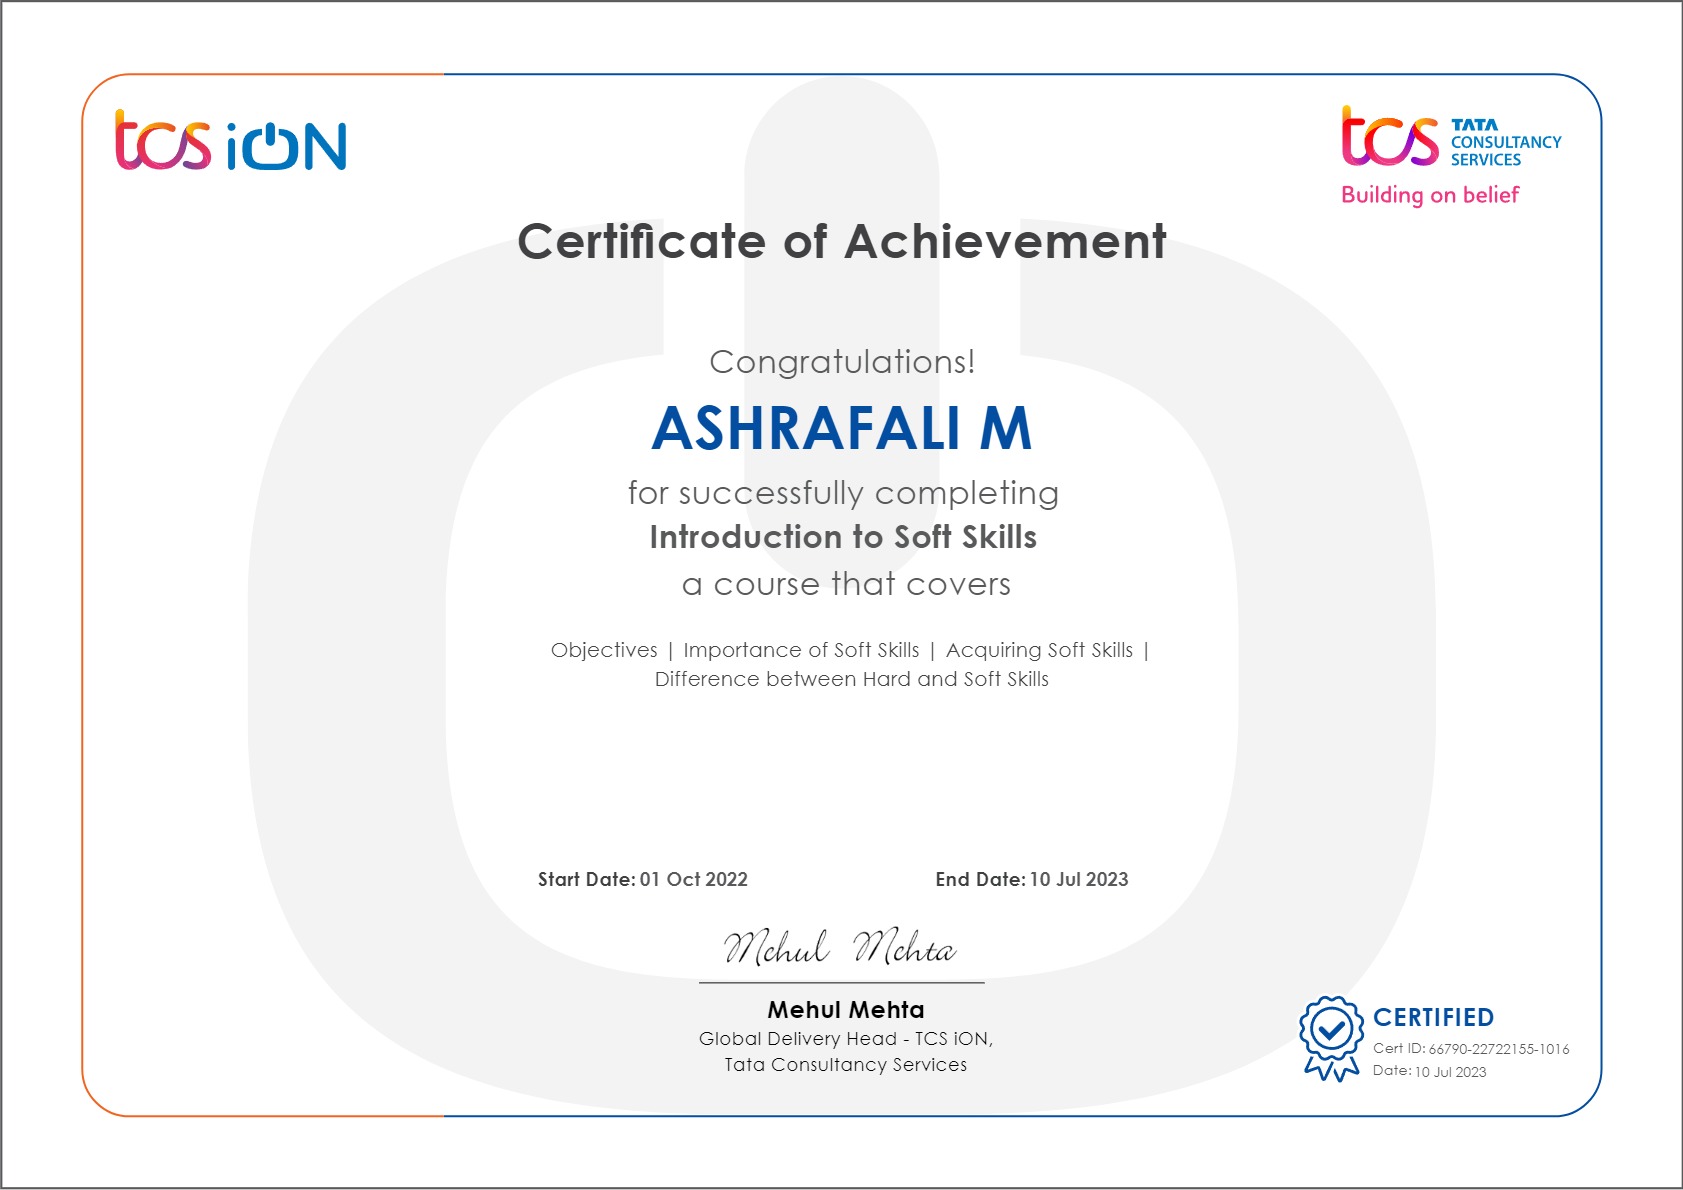 tcs iON
tcs TATA
CONSULTANCY
SERVICES
Building on belief
Certificate of Achievement
Congratulations!
ASHRAFALI M
for successfully completing
Introduction to Soft Skills
a course that covers
Objectives | Importance of Soft Skills | Acquiring Soft Skills |
Difference between Hard and Soft Skills
Start Date: 01 Oct 2022
End Date: 10 Jul 2023
Mehul Mehta
Mehul Mehta
Global Delivery Head - TCS iON,
Tata Consultancy Services
CERTIFIED
Cert ID: 66790-22722155-1016
Date: 10 Jul 2023